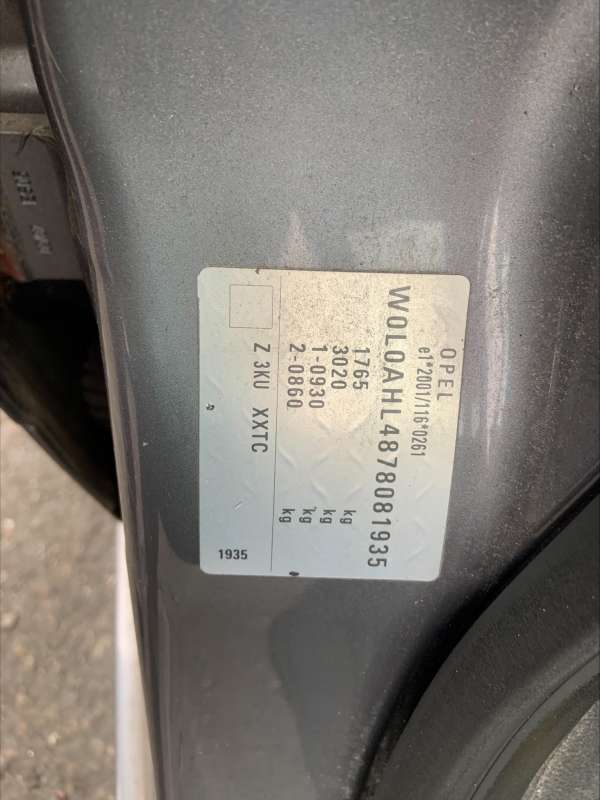 OPEL
e1*2001/116*0261
W0L0AHL4878081935
1765 kg
3020 kg
1-0930 kg
2-0860 kg
Z 3KU XXTC
1935